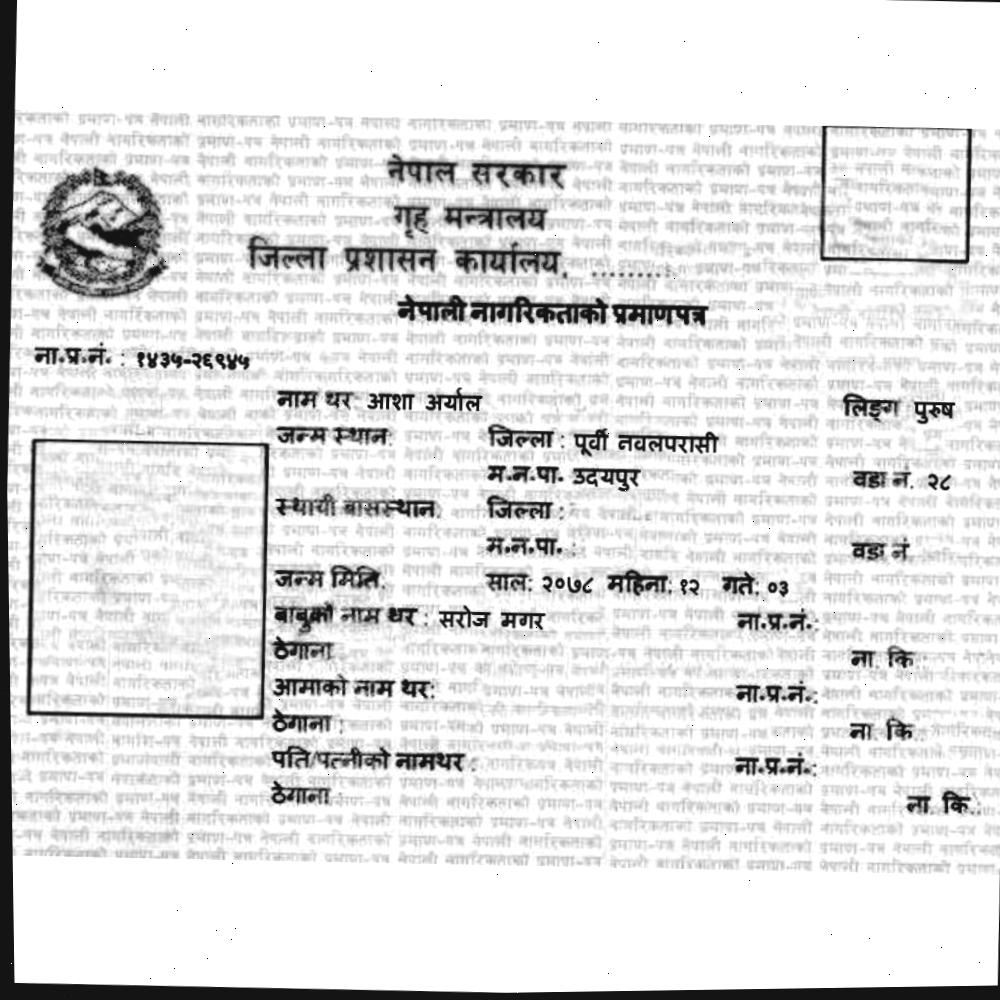 नेपाल सरकार
गृह मन्त्रालय
जिल्ला प्रशासन कार्यालय, ..........
नेपाली नागरिकताको प्रमाणपत्र
ना.प्र.नं. : १४३५-२६९४५
नाम थर: आशा अर्याल लिङ्ग: पुरुष
जन्म स्थान: जिल्ला : पूर्वी नवलपरासी
म.न.पा. उदयपुर वडा नं. २८
स्थायी बासस्थान: जिल्ला :
म.न.पा. : वडा नं.
जन्म मिति: साल: २०७८ महिना: १२ गते: ०३
बाबुको नाम थर : सरोज मगर ना.प्र.नं.:
ठेगाना: ना. कि.:
आमाको नाम थर: ना.प्र.नं.:
ठेगाना : ना. कि.:
पति/पत्नीको नामथर : ना.प्र.नं.:
ठेगाना: ना. कि.: